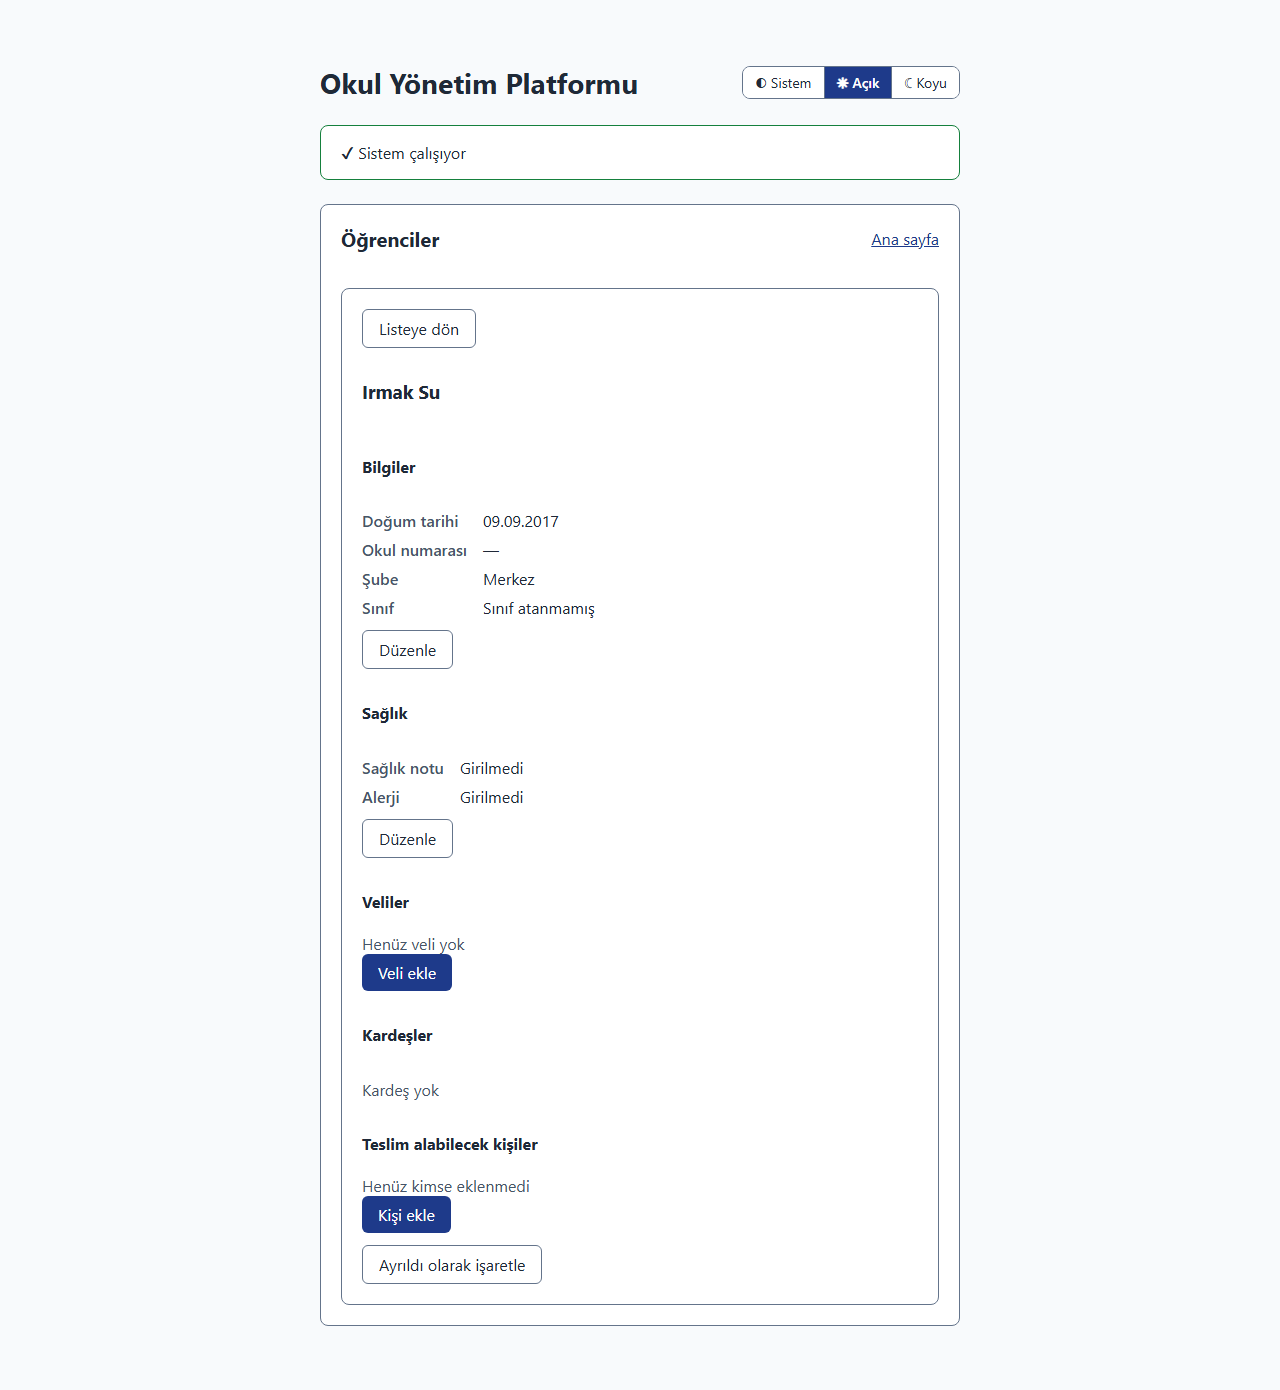 Okul Yönetim Platformu
◐ Sistem
❋ Açık
☾ Koyu
✓ Sistem çalışıyor
Öğrenciler
Ana sayfa
Listeye dön
Irmak Su
Bilgiler
Doğum tarihi 09.09.2017
Okul numarası —
Şube Merkez
Sınıf Sınıf atanmamış
Düzenle
Sağlık
Sağlık notu Girilmedi
Alerji Girilmedi
Düzenle
Veliler
Henüz veli yok
Veli ekle
Kardeşler
Kardeş yok
Teslim alabilecek kişiler
Henüz kimse eklenmedi
Kişi ekle
Ayrıldı olarak işaretle